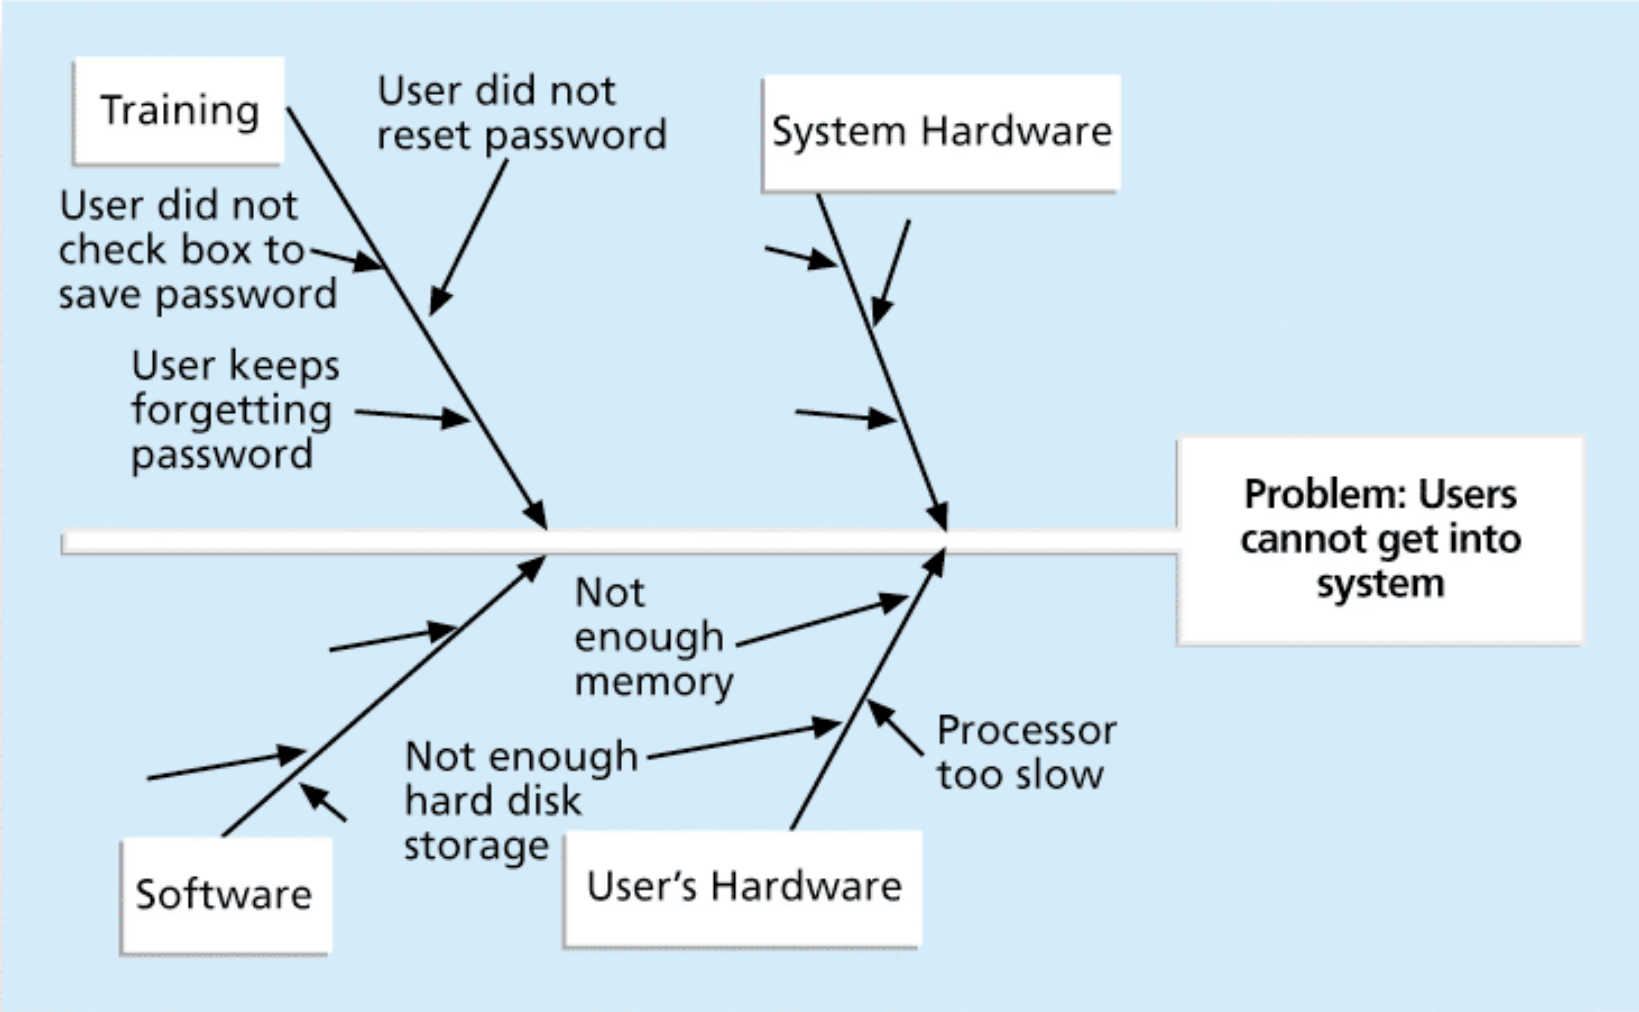 Training
User did not
reset password
System Hardware
User did not
check box to
save password
User keeps
forgetting
password
Problem: Users
cannot get into
system
Not
enough
memory
Not enough
hard disk
storage
Processor
too slow
Software
User's Hardware